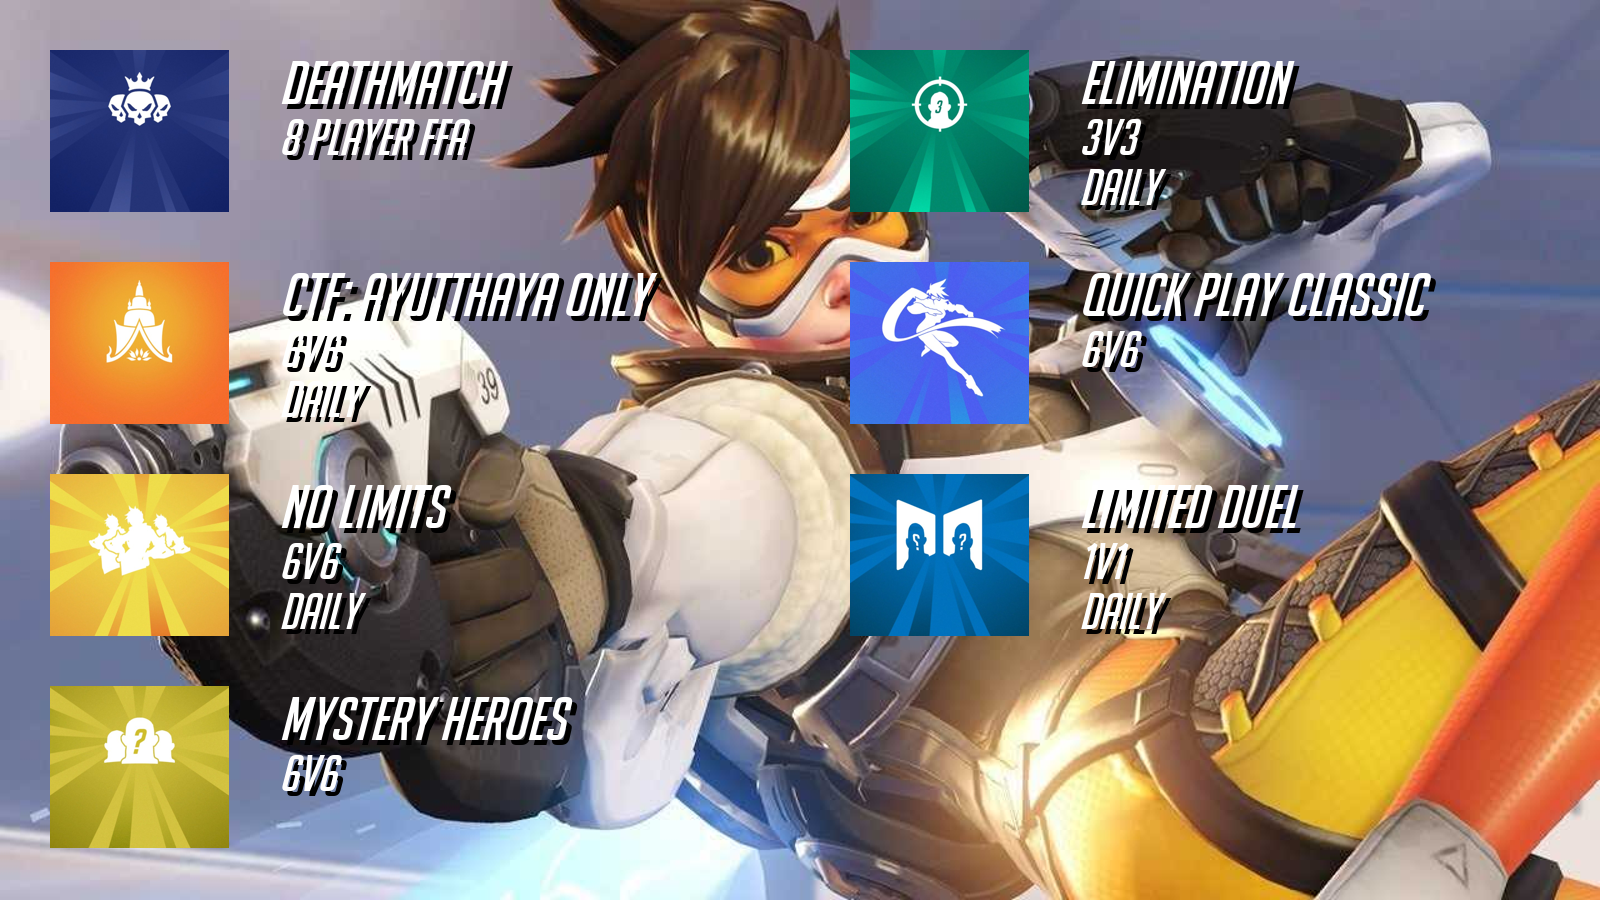 DEATHMATCH
8 PLAYER FFA
ELIMINATION
3V3
DAILY
CTF: AYUTTHAYA ONLY
6V6
DAILY
QUICK PLAY CLASSIC
6V6
NO LIMITS
6V6
DAILY
LIMITED DUEL
1V1
DAILY
MYSTERY HEROES
6V6
39
?
?
?
?